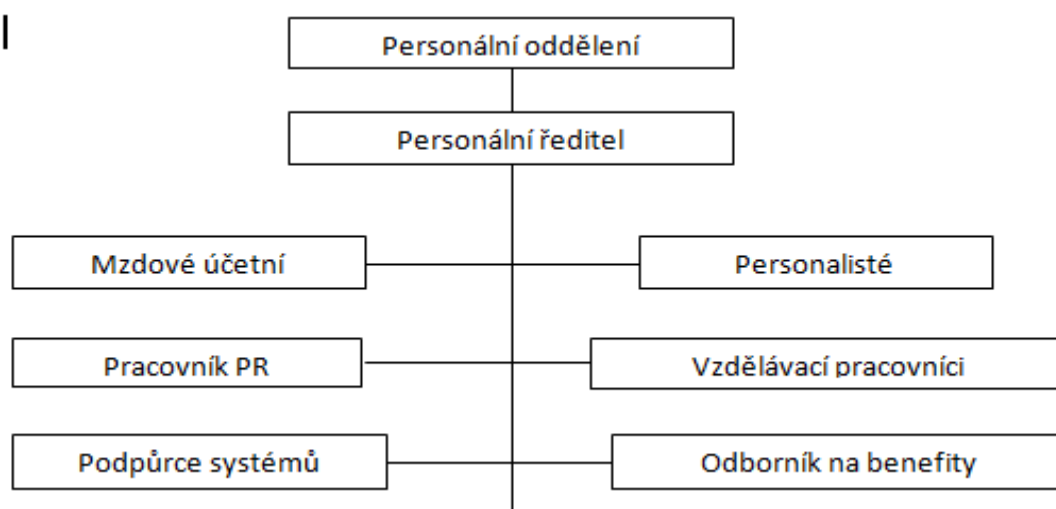 Personální oddělení
Personální ředitel
Mzdové účetní
Personalisté
Pracovník PR
Vzdělávací pracovníci
Podpůrce systémů
Odborník na benefity